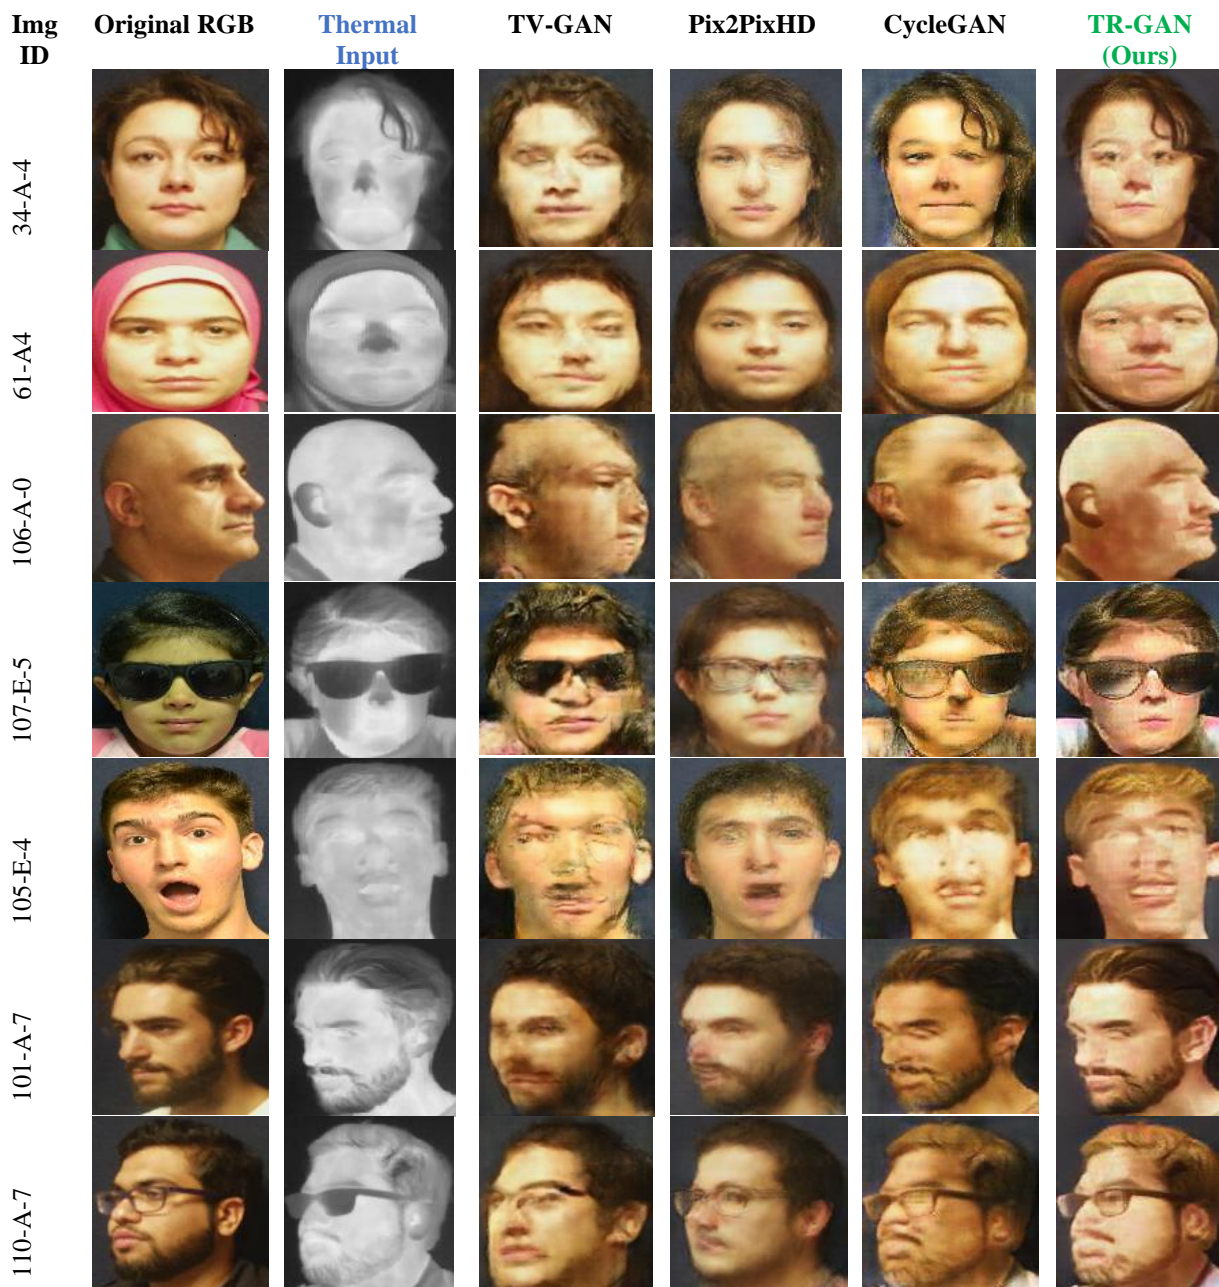 Img Original RGB Thermal TV-GAN Pix2PixHD CycleGAN TR-GAN
ID Input (Ours)
34-A-4
61-A4
106-A-0
107-E-5
105-E-4
101-A-7
110-A-7